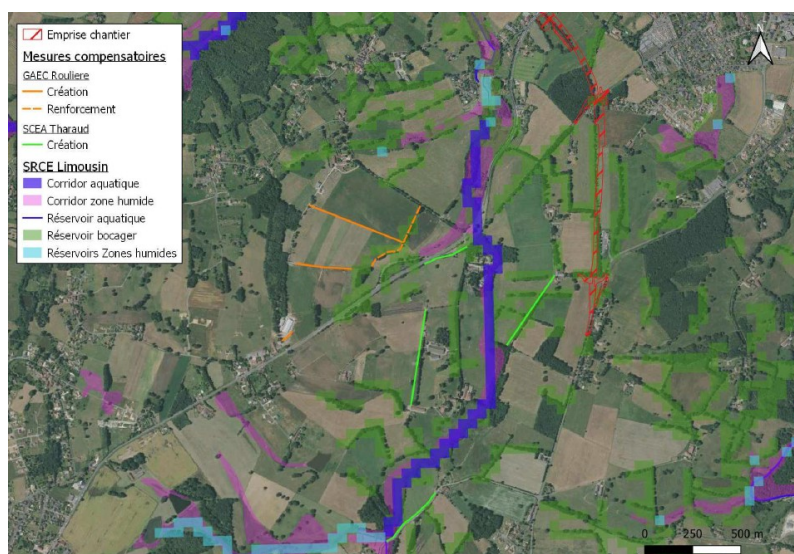 Emprise chantier
Mesures compensatoires
GAEC Rouliere
Création
Renforcement
SCEA Tharaud
Création
SRCE Limousin
Corridor aquatique
Corridor zone humide
Réservoir aquatique
Réservoir bocager
Réservoirs Zones humides
N
0 250 500 m